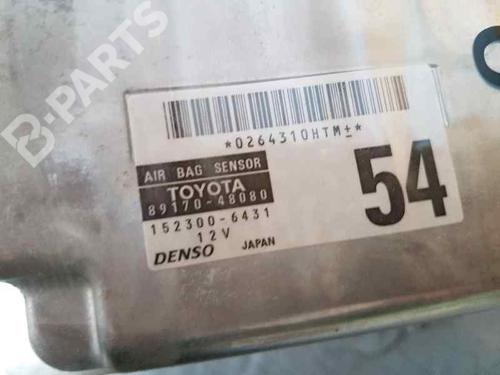 B-PARTS
*0264310HTM±*
AIR BAG SENSOR
TOYOTA
89170-48080
152300-6431
12V
DENSO JAPAN
54